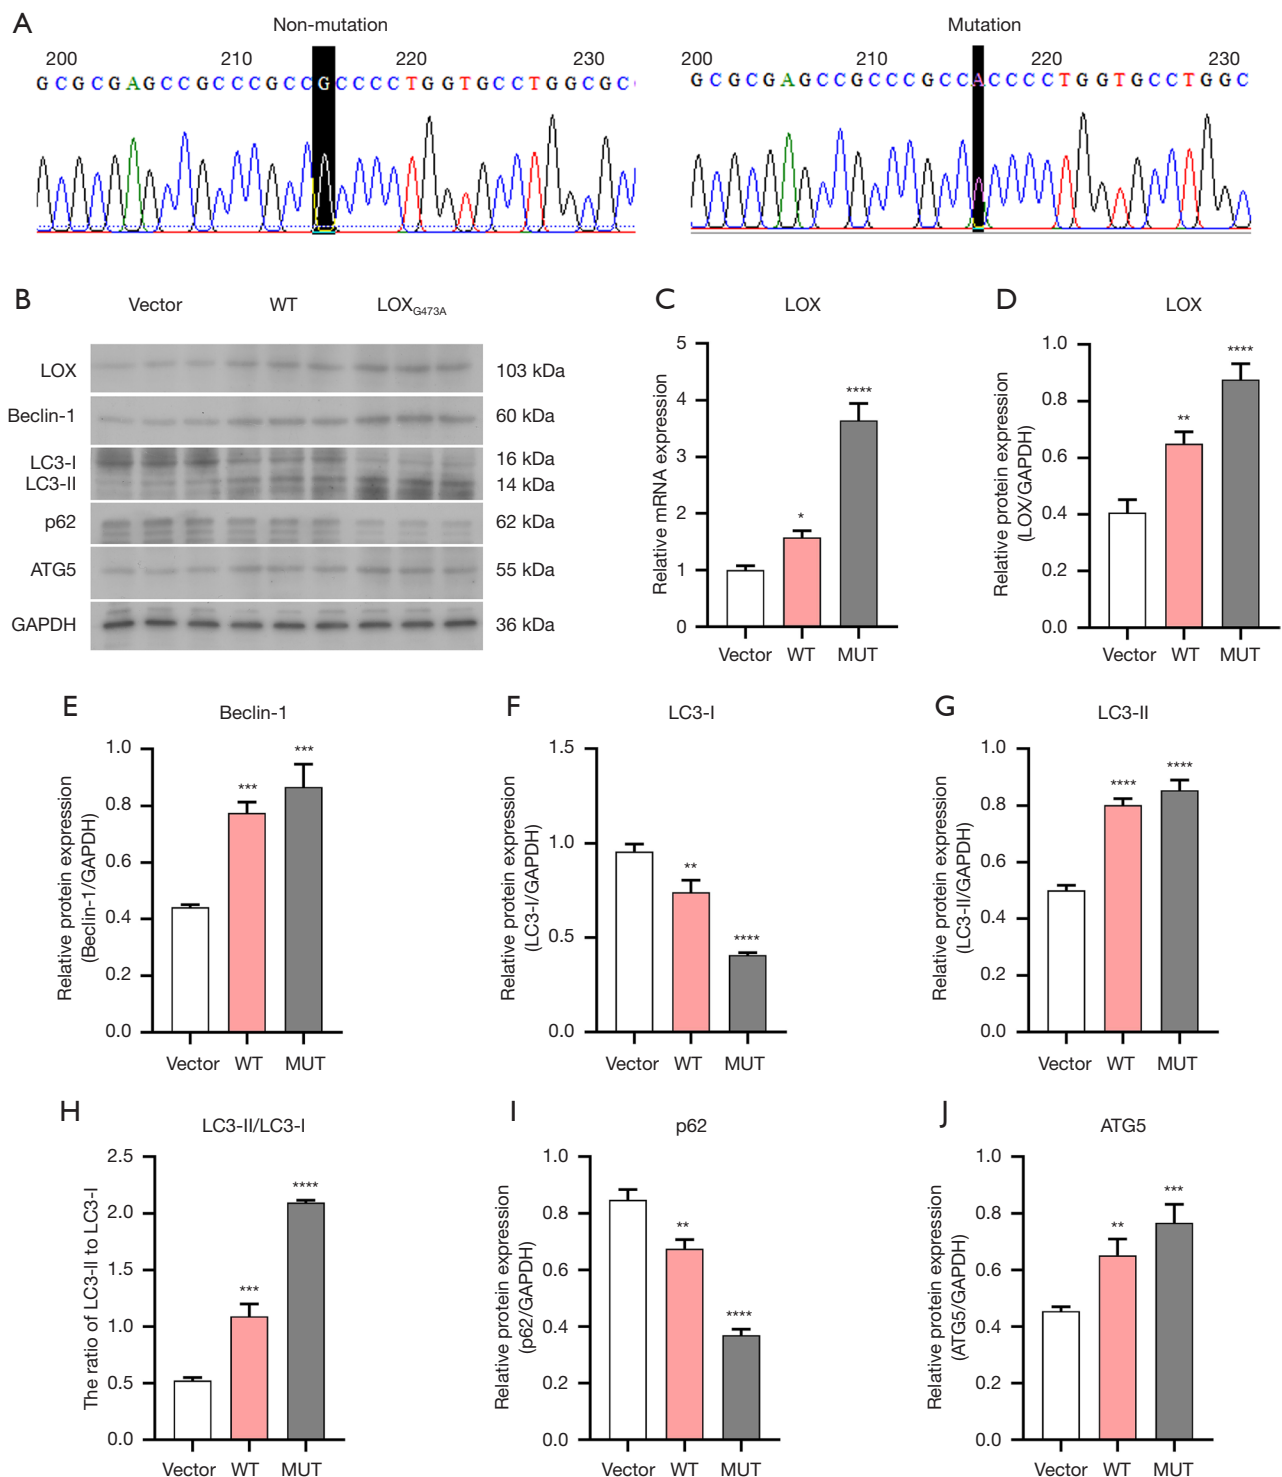 A
Non-mutation
200 210 220 230
GCGCGAGCCGCCCGCCGCCCCTGGTGCCTGGCGC
Mutation
200 210 220 230
GCGCGAGCCGCCCGCCACCCCTGGTGCCTGGC
B
Vector WT LOXG473A
LOX 103 kDa
Beclin-1 60 kDa
LC3-I 16 kDa
LC3-II 14 kDa
p62 62 kDa
ATG5 55 kDa
GAPDH 36 kDa
C
LOX
Relative mRNA expression
5
4
3
2
1
0
*
****
Vector WT MUT
D
LOX
Relative protein expression
(LOX/GAPDH)
1.0
0.8
0.6
0.4
0.2
0.0
**
****
Vector WT MUT
E
Beclin-1
Relative protein expression
(Beclin-1/GAPDH)
1.0
0.8
0.6
0.4
0.2
0.0
***
***
Vector WT MUT
F
LC3-I
Relative protein expression
(LC3-I/GAPDH)
1.5
1.0
0.5
0.0
**
****
Vector WT MUT
G
LC3-II
Relative protein expression
(LC3-II/GAPDH)
1.0
0.8
0.6
0.4
0.2
0.0
****
****
Vector WT MUT
H
LC3-II/LC3-I
The ratio of LC3-II to LC3-I
2.5
2.0
1.5
1.0
0.5
0.0
***
****
Vector WT MUT
I
p62
Relative protein expression
(p62/GAPDH)
1.0
0.8
0.6
0.4
0.2
0.0
**
****
Vector WT MUT
J
ATG5
Relative protein expression
(ATG5/GAPDH)
1.0
0.8
0.6
0.4
0.2
0.0
**
***
Vector WT MUT